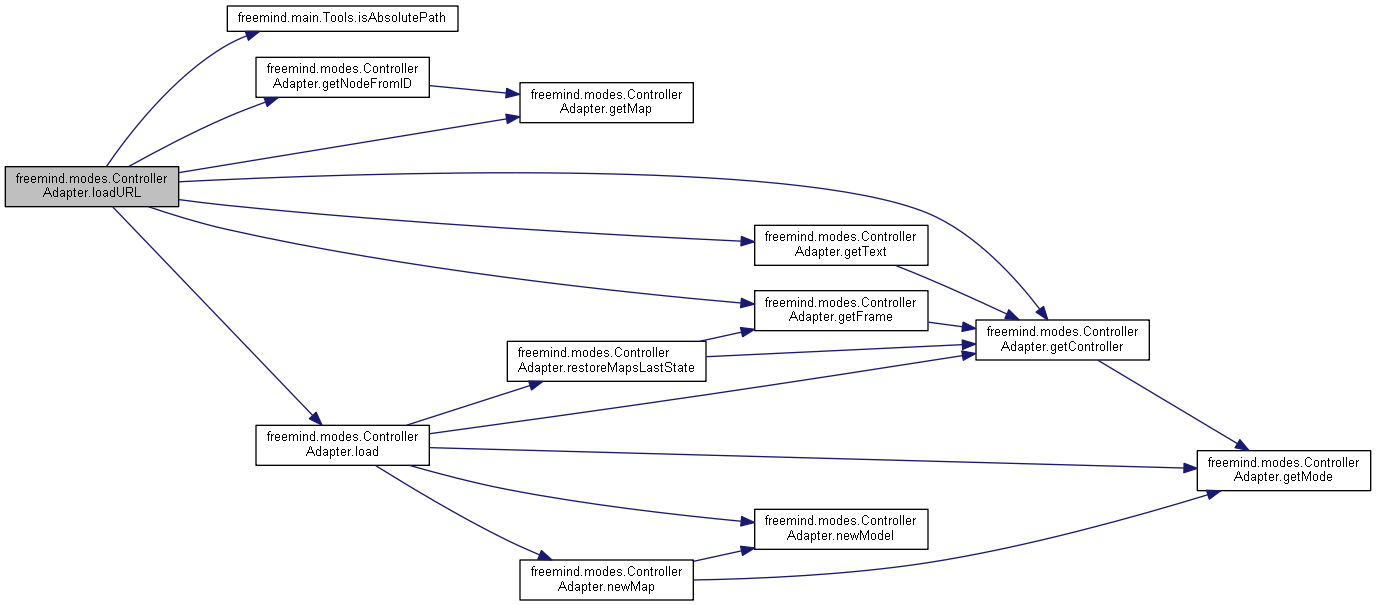 freemind.main.Tools.isAbsolutePath
freemind.modes.Controller
Adapter.getNodeFromID
freemind.modes.Controller
Adapter.getMap
freemind.modes.Controller
Adapter.loadURL
freemind.modes.Controller
Adapter.getText
freemind.modes.Controller
Adapter.getFrame
freemind.modes.Controller
Adapter.getController
freemind.modes.Controller
Adapter.restoreMapsLastState
freemind.modes.Controller
Adapter.load
freemind.modes.Controller
Adapter.getMode
freemind.modes.Controller
Adapter.newModel
freemind.modes.Controller
Adapter.newMap